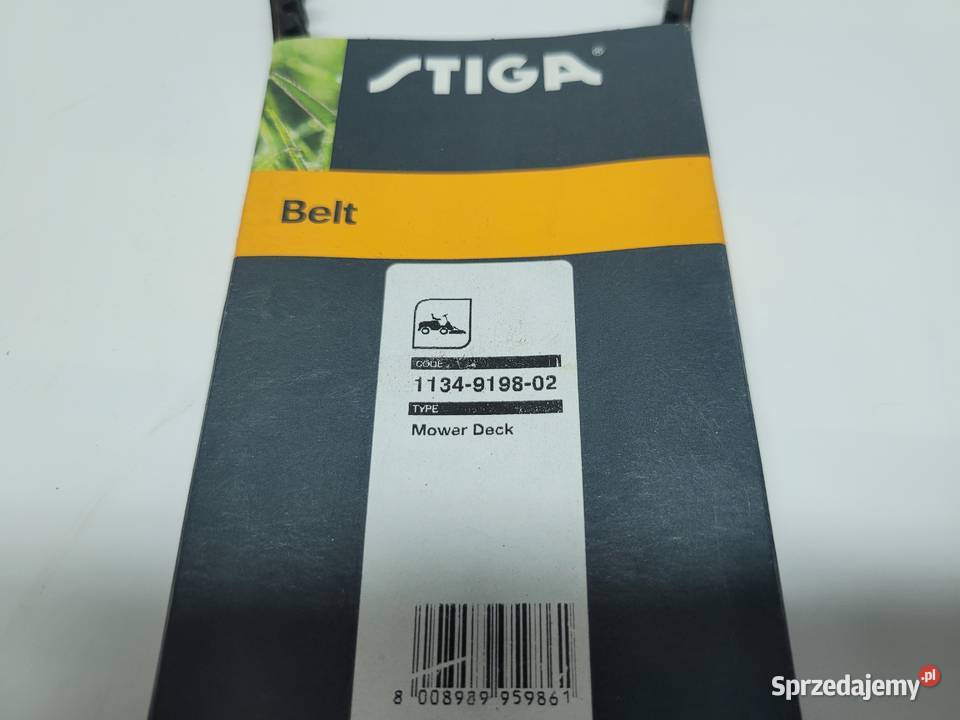 STIGA®
Belt
CODE
1134-9198-02
TYPE
Mower Deck
8 008989 959861
Sprzedajemy.pl